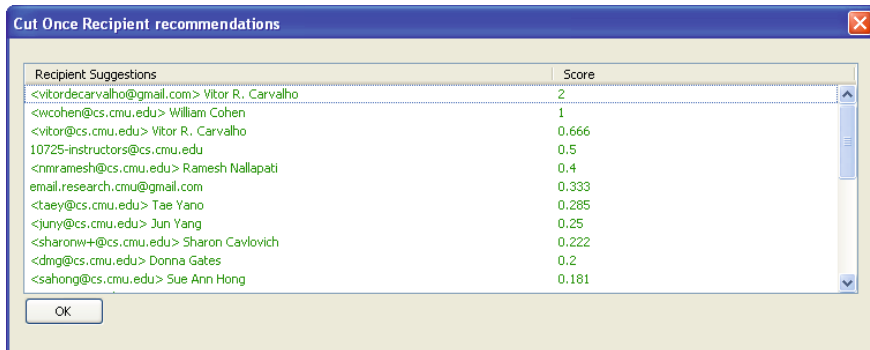 Cut Once Recipient recommendations
Recipient Suggestions Score
<vitordecarvalho@gmail.com> Vitor R. Carvalho 2
<wcohen@cs.cmu.edu> William Cohen 1
<vitor@cs.cmu.edu> Vitor R. Carvalho 0.666
10725-instructors@cs.cmu.edu 0.5
<nmramesh@cs.cmu.edu> Ramesh Nallapati 0.4
email.research.cmu@gmail.com 0.333
<taey@cs.cmu.edu> Tae Yano 0.285
<juny@cs.cmu.edu> Jun Yang 0.25
<sharonw+@cs.cmu.edu> Sharon Cavlovich 0.222
<dmg@cs.cmu.edu> Donna Gates 0.2
<sahong@cs.cmu.edu> Sue Ann Hong 0.181
OK